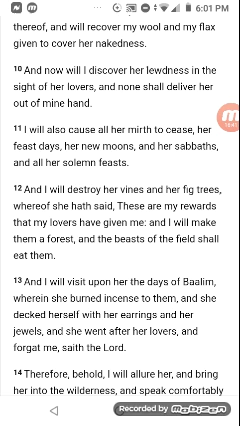 6:01 PM
thereof, and will recover my wool and my flax
given to cover her nakedness.
10 And now will I discover her lewdness in the
sight of her lovers, and none shall deliver her
out of mine hand.
11 I will also cause all her mirth to cease, her
feast days, her new moons, and her sabbaths,
and all her solemn feasts.
12 And I will destroy her vines and her fig trees,
whereof she hath said, These are my rewards
that my lovers have given me: and I will make
them a forest, and the beasts of the field shall
eat them.
13 And I will visit upon her the days of Baalim,
wherein she burned incense to them, and she
decked herself with her earrings and her
jewels, and she went after her lovers, and
forgat me, saith the Lord.
14 Therefore, behold, I will allure her, and bring
her into the wilderness, and speak comfortably
Recorded by mobizen